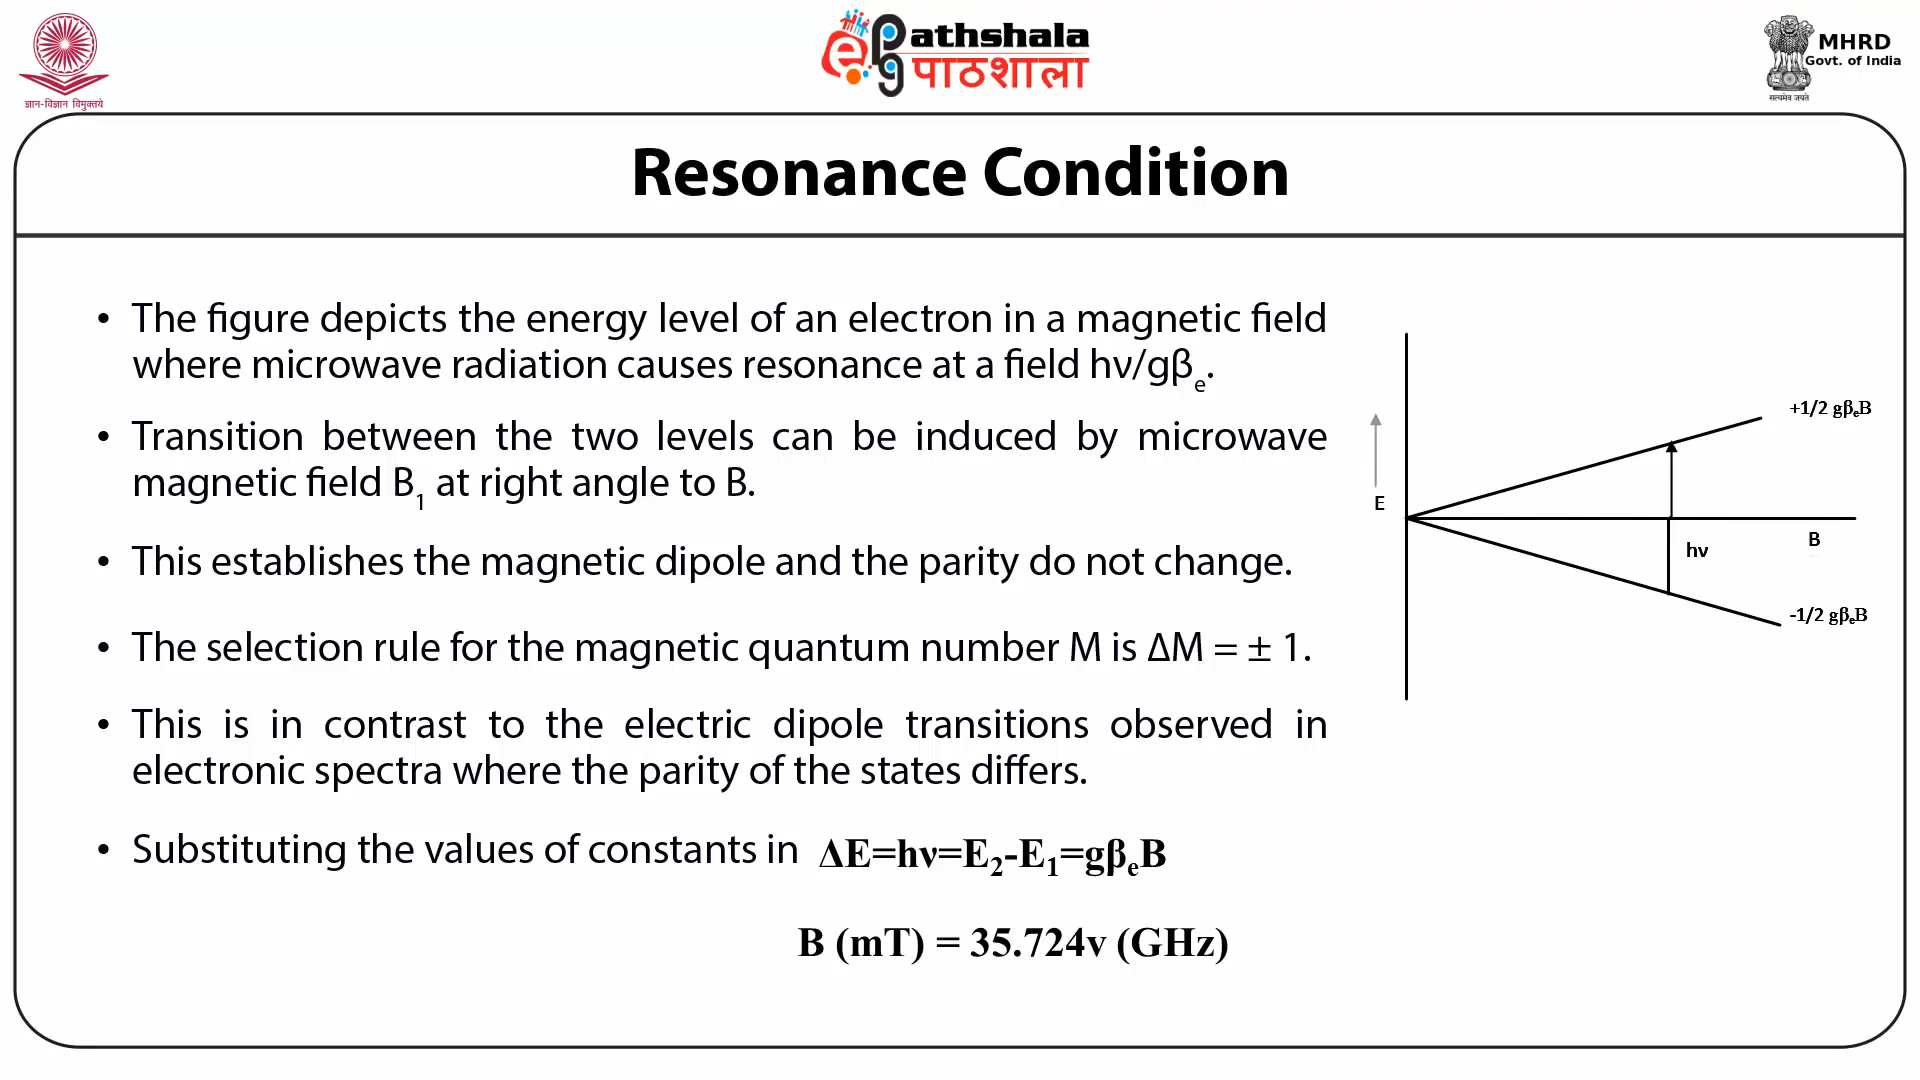 ज्ञान-विज्ञान विमुक्तये
ePathshala
पाठशाला
MHRD
Govt. of India
सत्यमेव जयते
Resonance Condition
• The figure depicts the energy level of an electron in a magnetic field
where microwave radiation causes resonance at a field hν/gβₑ.
• Transition between the two levels can be induced by microwave
magnetic field B₁ at right angle to B.
• This establishes the magnetic dipole and the parity do not change.
• The selection rule for the magnetic quantum number M is ΔM = ± 1.
• This is in contrast to the electric dipole transitions observed in
electronic spectra where the parity of the states differs.
• Substituting the values of constants in ΔE=hν=E₂-E₁=gβₑB
B (mT) = 35.724ν (GHz)
+1/2 gβₑB
E
hν
B
-1/2 gβₑB